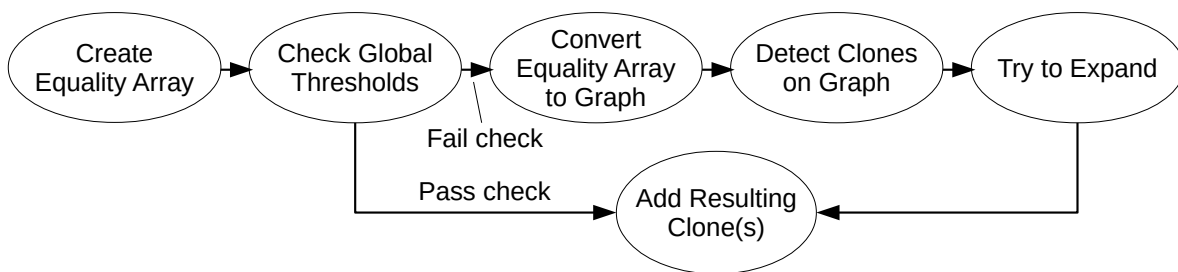 Create
Equality Array
Check Global
Thresholds
Convert
Equality Array
to Graph
Detect Clones
on Graph
Try to Expand
Fail check
Pass check
Add Resulting
Clone(s)